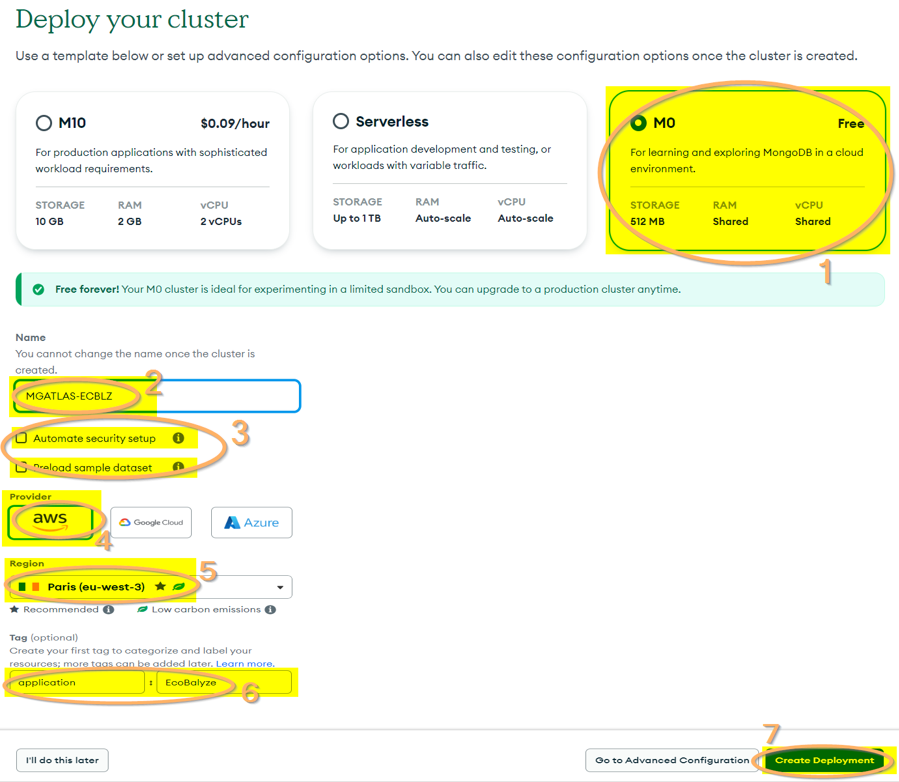 Deploy your cluster
Use a template below or set up advanced configuration options. You can also edit these configuration options once the cluster is created.
M10 $0.09/hour
For production applications with sophisticated
workload requirements.
STORAGE RAM vCPU
10 GB 2 GB 2 vCPUs
Serverless
For application development and testing, or
workloads with variable traffic.
STORAGE RAM vCPU
Up to 1 TB Auto-scale Auto-scale
M0 Free
For learning and exploring MongoDB in a cloud
environment.
STORAGE RAM vCPU
512 MB Shared Shared
1
Free forever! Your M0 cluster is ideal for experimenting in a limited sandbox. You can upgrade to a production cluster anytime.
Name
You cannot change the name once the cluster is
created.
MGATLAS-ECBLZ 2
Automate security setup
3
Preload sample dataset
Provider
aws Google Cloud Azure
4
Region
5
Paris (eu-west-3)
Recommended Low carbon emissions
Tag (optional)
Create your first tag to categorize and label your
resources; more tags can be added later. Learn more.
application : EcoBalyze 6
7
I'll do this later Go to Advanced Configuration Create Deployment